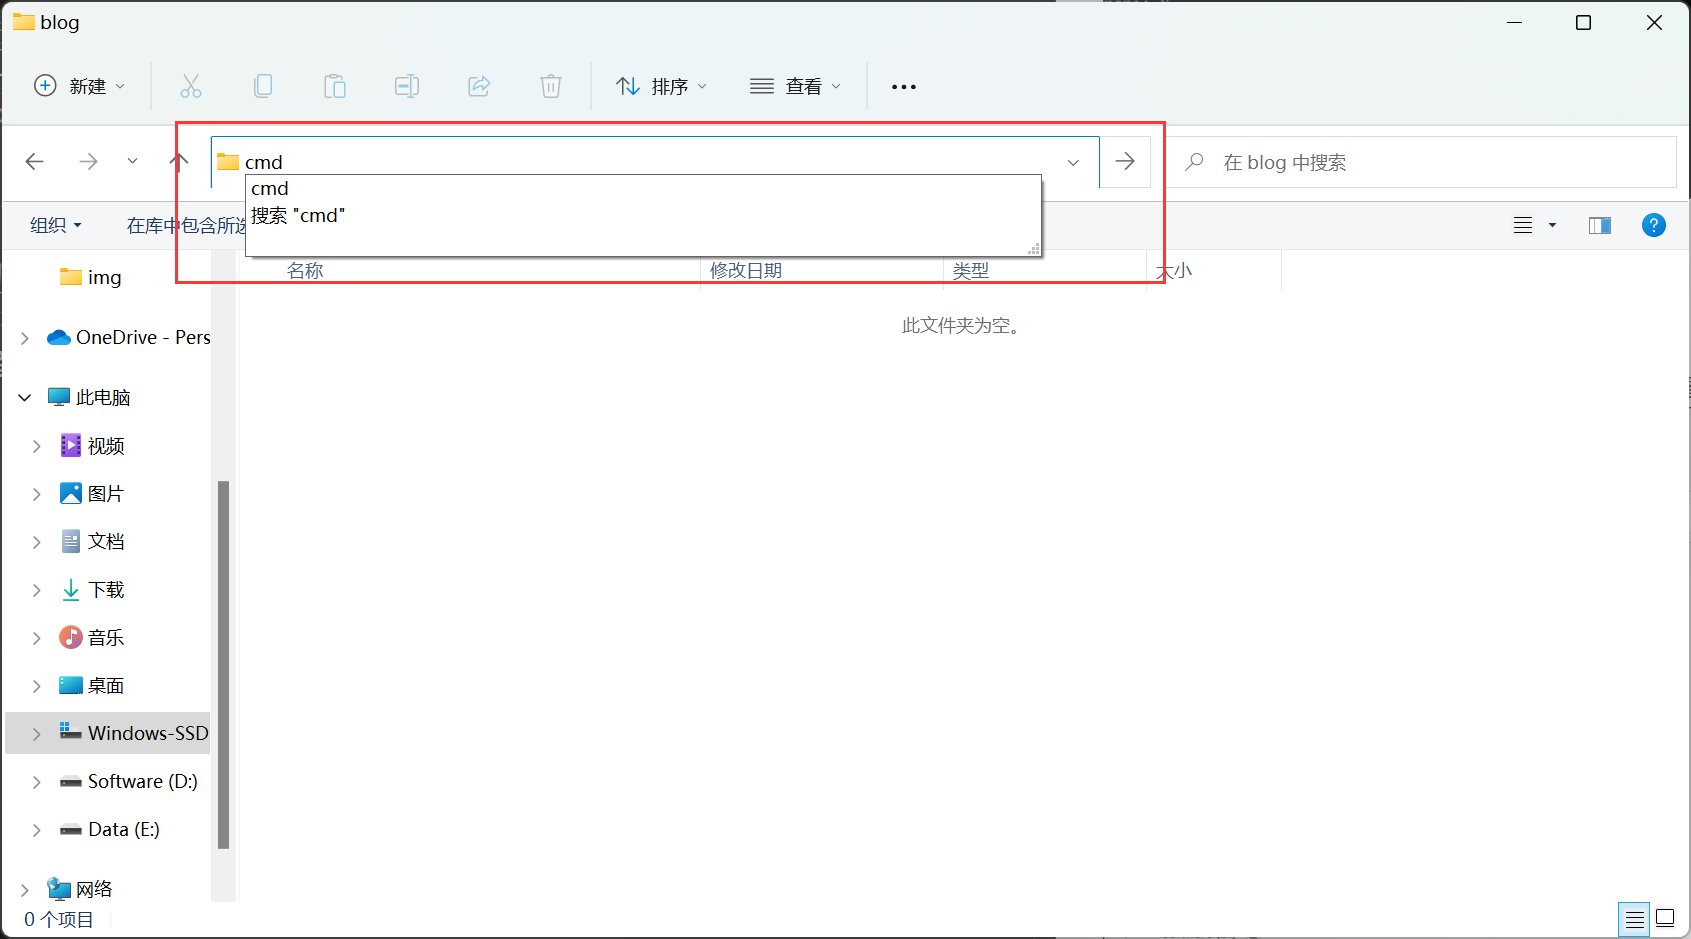 blog
新建 排序 查看
cmd
在 blog 中搜索
cmd
搜索 "cmd"
组织 在库中包含所选
名称 修改日期 类型 大小
此文件夹为空。
img
OneDrive - Pers
此电脑
视频
图片
文档
下载
音乐
桌面
Windows-SSD
Software (D:)
Data (E:)
网络
0 个项目